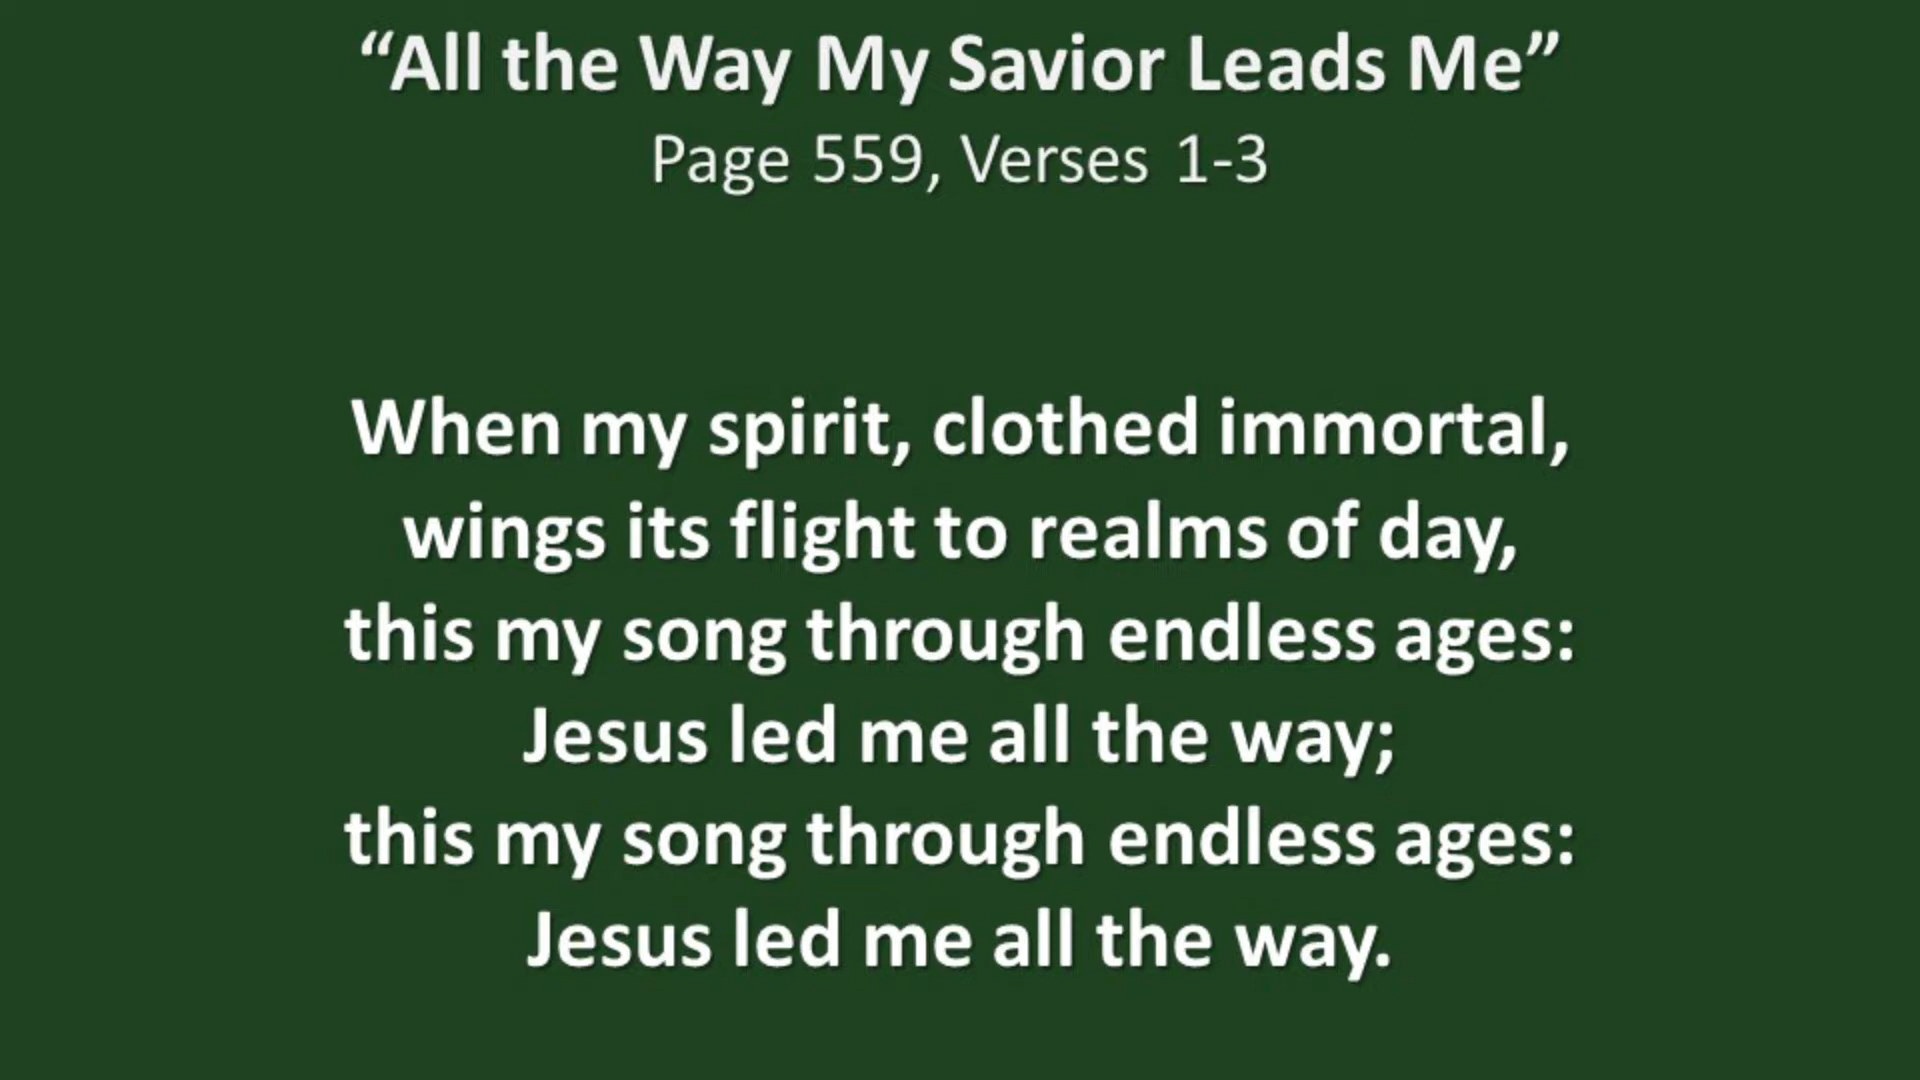 “All the Way My Savior Leads Me”
Page 559, Verses 1-3
When my spirit, clothed immortal,
wings its flight to realms of day,
this my song through endless ages:
Jesus led me all the way;
this my song through endless ages:
Jesus led me all the way.